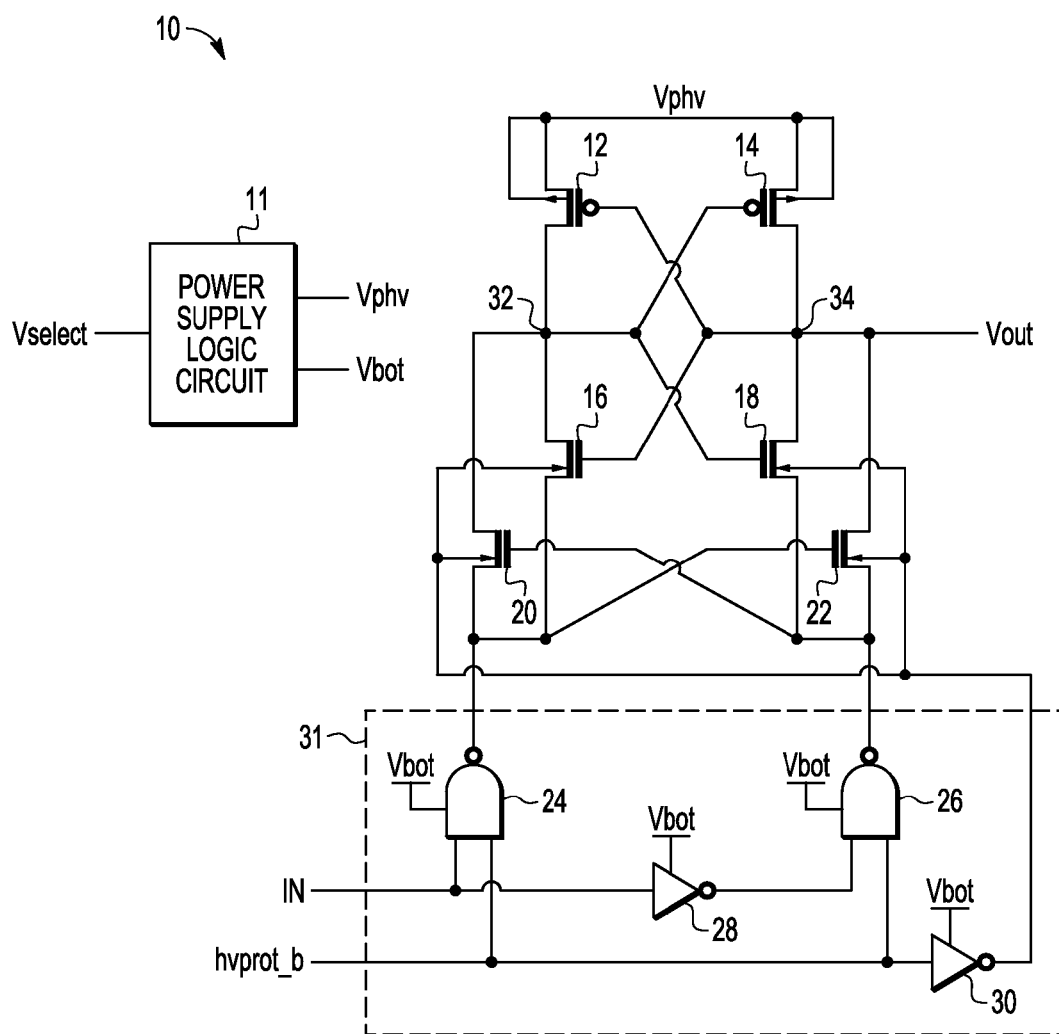 10
Vphv
12
14
11
POWER
SUPPLY
LOGIC
CIRCUIT
Vselect
Vphv
Vbot
32
34
Vout
16
18
20
22
31
Vbot
24
Vbot
26
Vbot
IN
28
Vbot
hvprot_b
30